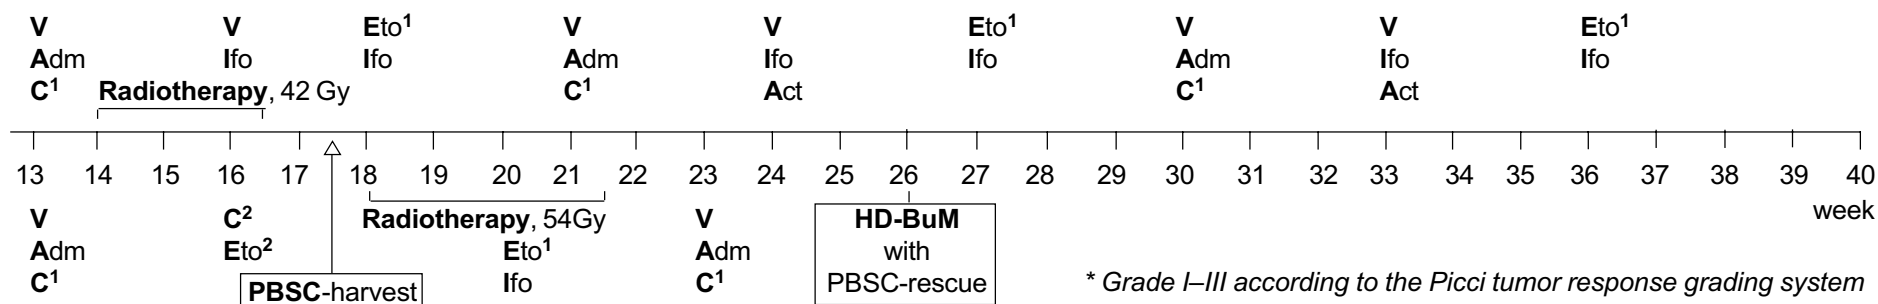 V V Eto¹ V V Eto¹ V V Eto¹
Adm Ifo Ifo Adm Ifo Ifo Adm Ifo Ifo
C¹ Radiotherapy, 42 Gy C¹ Act C¹ Act
13 14 15 16 17 18 19 20 21 22 23 24 25 26 27 28 29 30 31 32 33 34 35 36 37 38 39 40
week
V C² Radiotherapy, 54Gy V HD-BuM
Adm Eto² Eto¹ Adm with
C¹ PBSC-harvest Ifo C¹ PBSC-rescue * Grade I–III according to the Picci tumor response grading system